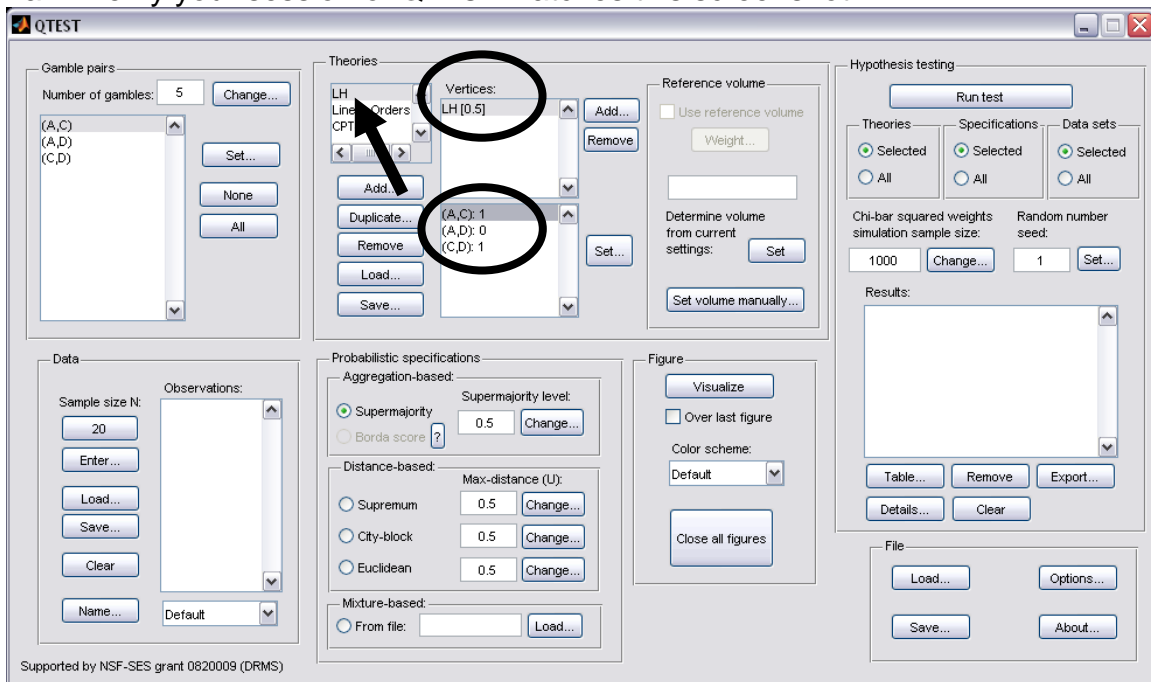 QTEST
Gamble pairs
Number of gambles: 5 Change...
(A,C)
(A,D)
(C,D)
Set...
None
All
Theories
LH
Orders
CPT
Add...
Duplicate...
Remove
Load...
Save...
Vertices:
LH [0.5]
Add...
Remove
(A,C): 1
(A,D): 0
(C,D): 1
Set...
Reference volume
Use reference volume
Weight...
Determine volume
from current
settings: Set
Set volume manually...
Hypothesis testing
Run test
Theories
Selected
All
Specifications
Selected
All
Data sets
Selected
All
Chi-bar squared weights
simulation sample size:
1000 Change...
Random number
seed:
1 Set...
Results:
Table... Remove Export...
Details... Clear
Data
Sample size N:
20
Enter...
Load...
Save...
Clear
Name... Default
Observations:
Probabilistic specifications
Aggregation-based:
Supermajority level:
Supermajority 0.5 Change...
Borda score ?
Distance-based:
Max-distance (U):
Supremum 0.5 Change...
City-block 0.5 Change...
Euclidean 0.5 Change...
Mixture-based:
From file: Load...
Figure
Visualize
Over last figure
Color scheme:
Default
Close all figures
File
Load... Options...
Save... About...
Supported by NSF-SES grant 0820009 (DRMS)